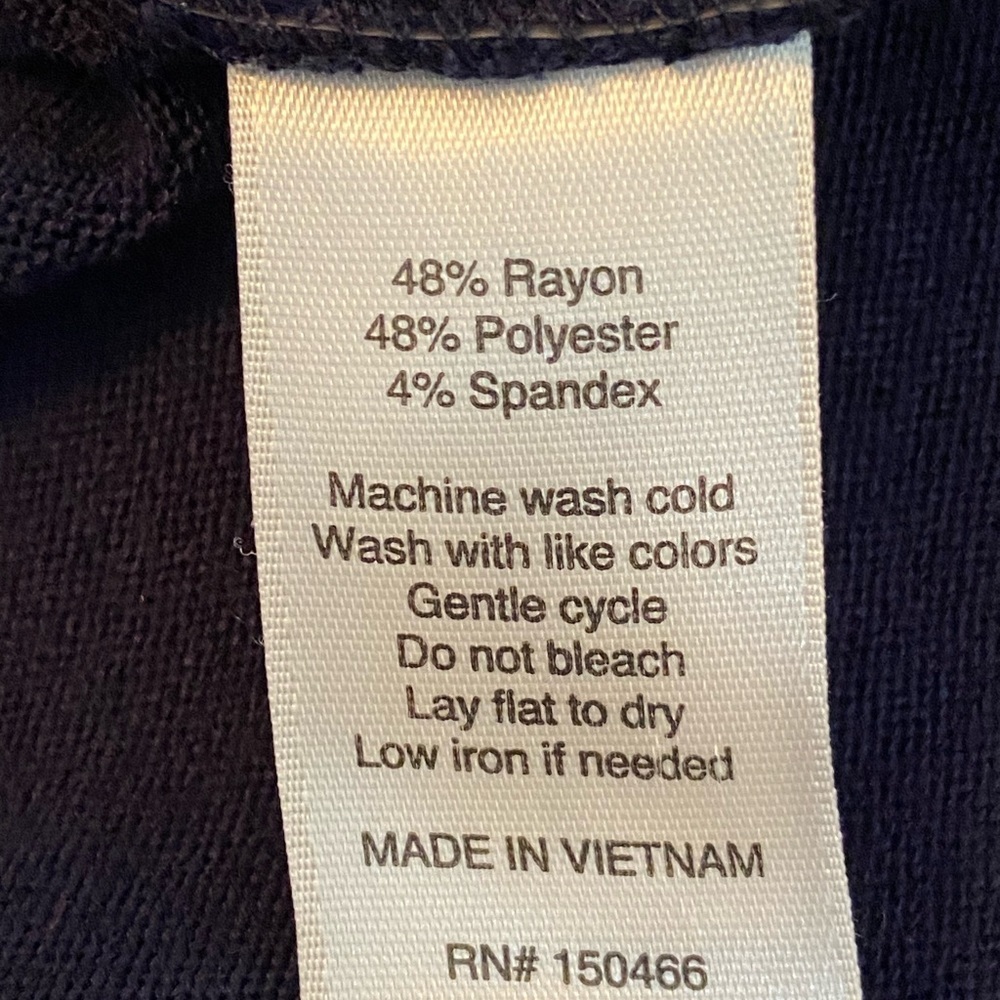 48% Rayon
48% Polyester
4% Spandex
Machine wash cold
Wash with like colors
Gentle cycle
Do not bleach
Lay flat to dry
Low iron if needed
MADE IN VIETNAM
RN# 150466